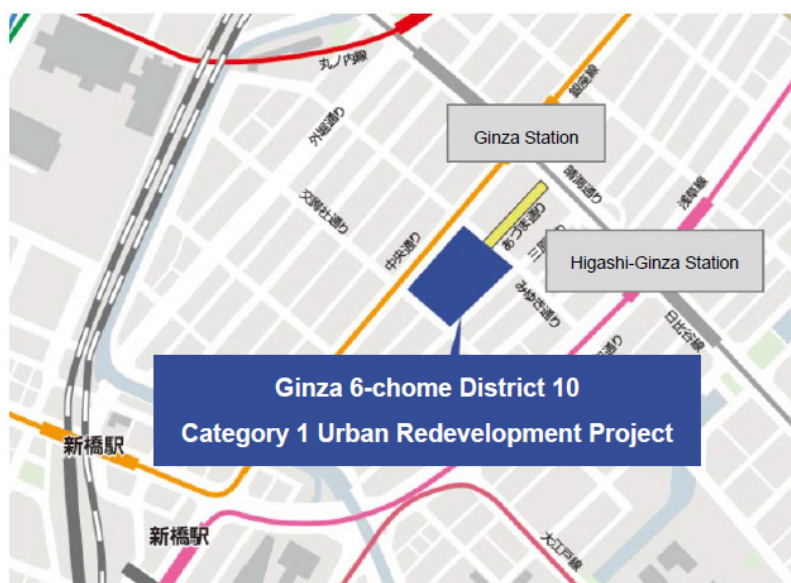 丸ノ内線
外堀通り
銀座線
Ginza Station
晴海通り
浅草線
交詢社通り
中央通り
あづま通り
Higashi-Ginza Station
みゆき通り
日比谷線
Ginza 6-chome District 10
Category 1 Urban Redevelopment Project
新橋駅
新橋駅
大江戸線